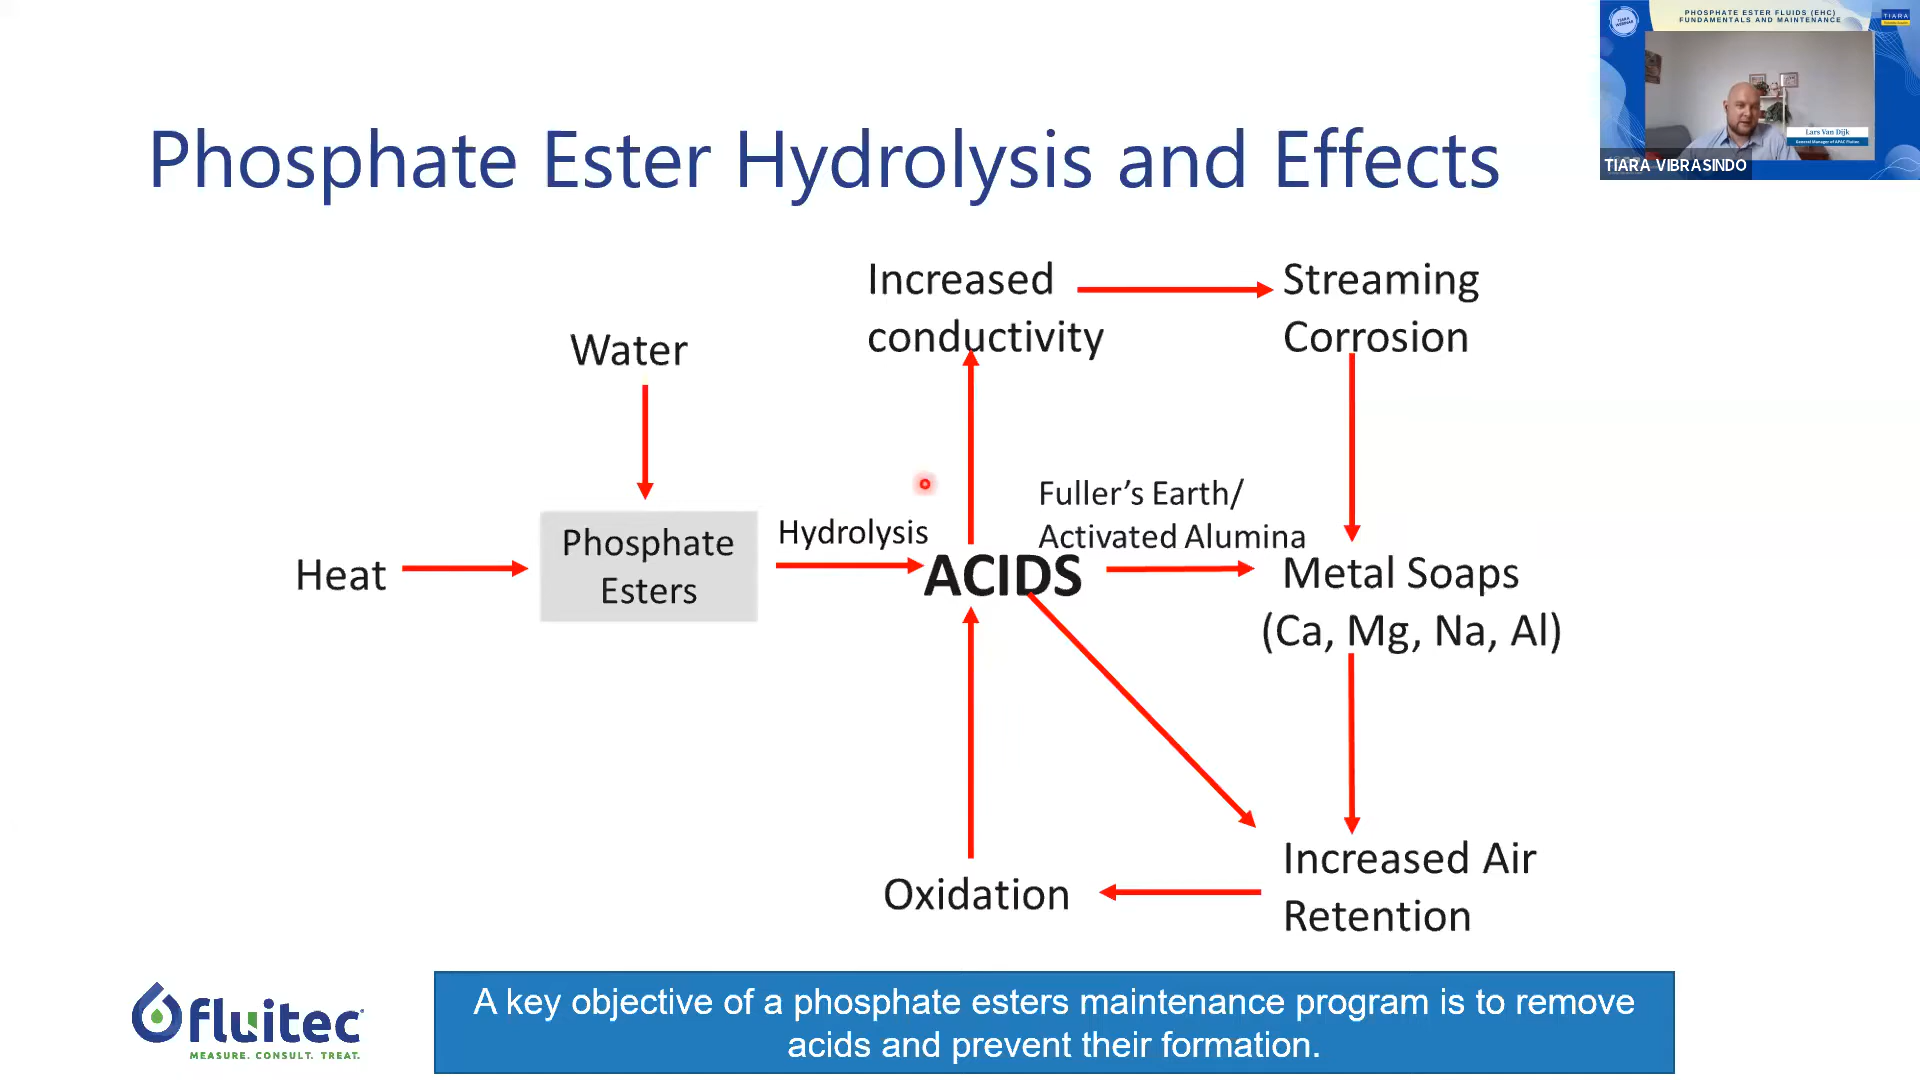 PHOSPHATE ESTER FLUIDS (EHC)
FUNDAMENTALS AND MAINTENANCE
TIARA
Lars Van Dijk
General Manager of APAC Fluitec
TIARA VIBRASINDO
Phosphate Ester Hydrolysis and Effects
Increased
conductivity
Streaming
Corrosion
Water
Fuller’s Earth/
Activated Alumina
Hydrolysis
Phosphate
Esters
Heat
ACIDS
Metal Soaps
(Ca, Mg, Na, Al)
Increased Air
Retention
Oxidation
fluitec
MEASURE. CONSULT. TREAT.
A key objective of a phosphate esters maintenance program is to remove
acids and prevent their formation.